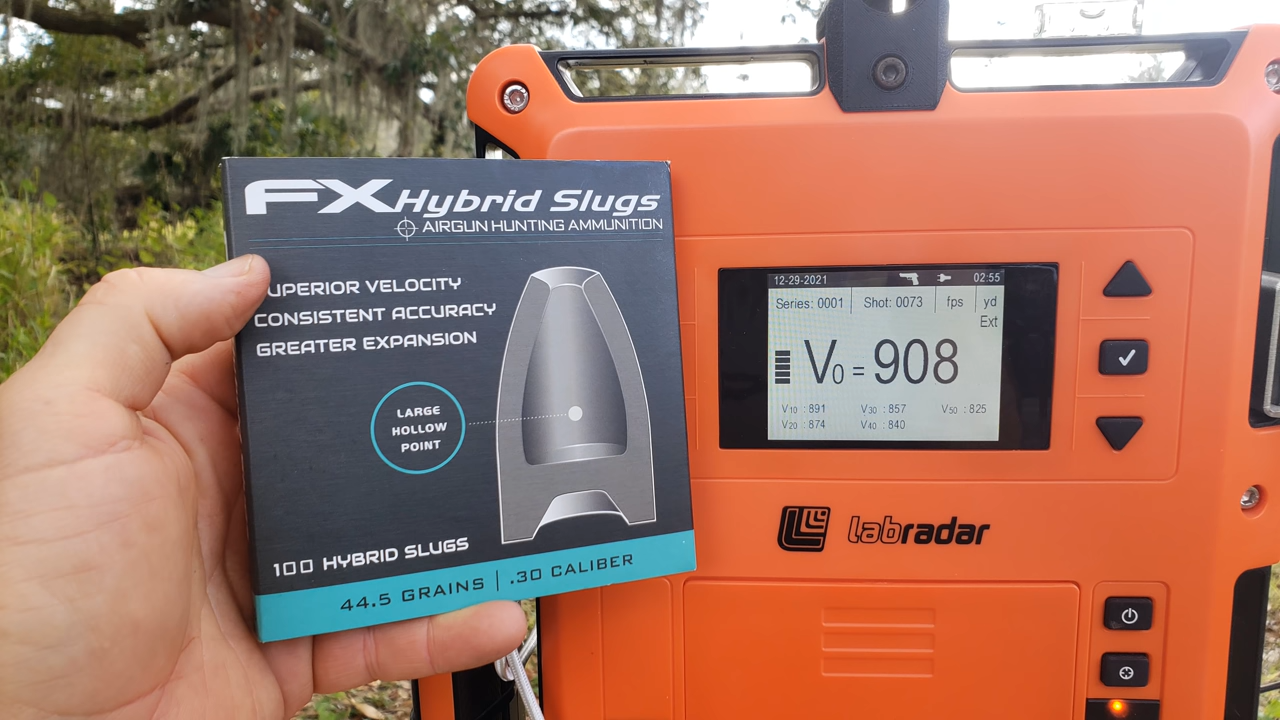 FX Hybrid Slugs
AIRGUN HUNTING AMMUNITION
SUPERIOR VELOCITY
CONSISTENT ACCURACY
GREATER EXPANSION
LARGE
HOLLOW
POINT
100 HYBRID SLUGS
44.5 GRAINS | .30 CALIBER
12-29-2021 02:55
Series: 0001 Shot: 0073 fps yd
Ext
V0 = 908
V10 : 891 V30 : 857 V50 : 825
V20 : 874 V40 : 840
labradar